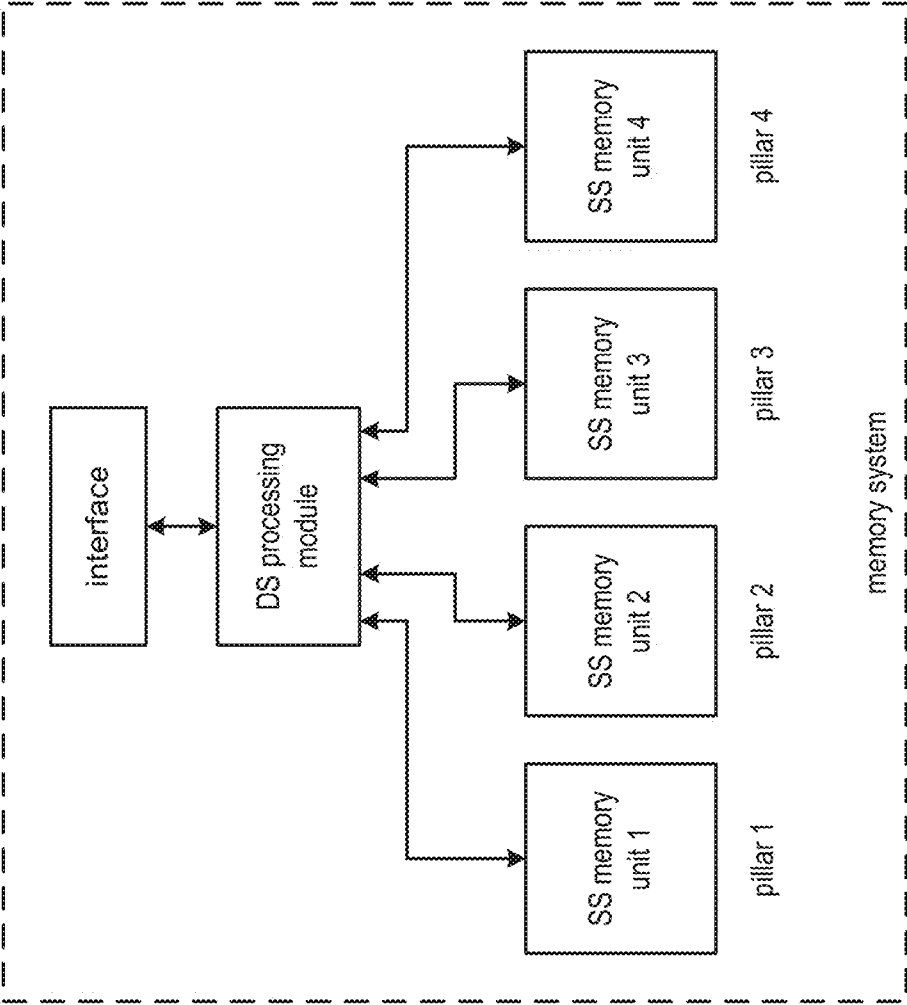 interface
DS processing
module
SS memory
unit 1
SS memory
unit 2
SS memory
unit 3
SS memory
unit 4
pillar 1
pillar 2
pillar 3
pillar 4
memory system